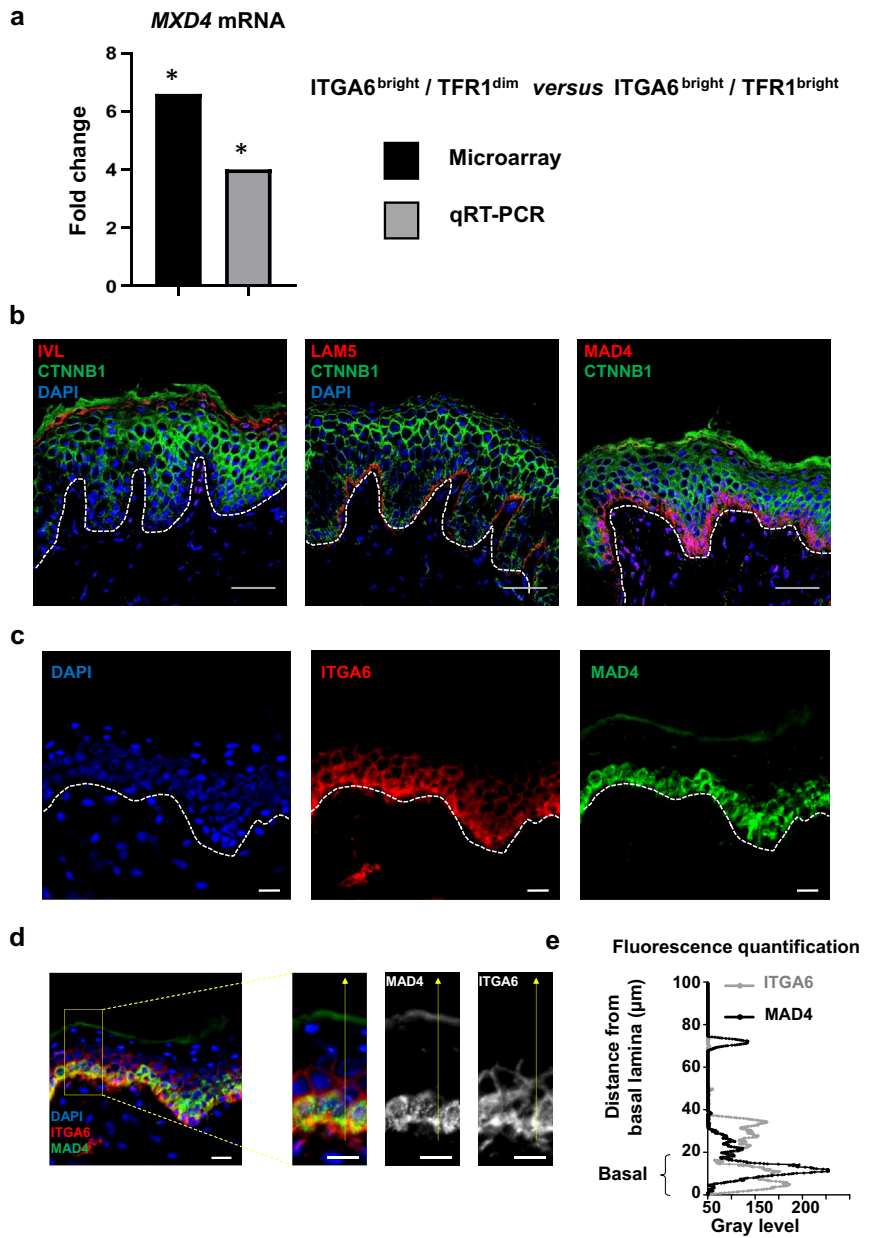 a
MXD4 mRNA
8
6
4
2
0
Fold change
*
*
ITGA6bright / TFR1dim versus ITGA6bright / TFR1bright
Microarray
qRT-PCR
b
IVL
CTNNB1
DAPI
LAM5
CTNNB1
DAPI
MAD4
CTNNB1
c
DAPI
ITGA6
MAD4
d
DAPI
ITGA6
MAD4
MAD4
ITGA6
e
Fluorescence quantification
ITGA6
MAD4
Distance from
basal lamina (µm)
100
80
60
40
20
0
Basal
50
150
200
Gray level